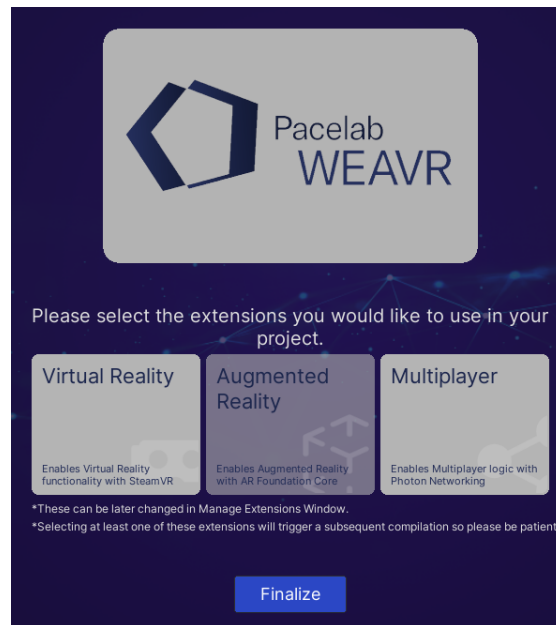 Pacelab
WEAVR
Please select the extensions you would like to use in your
project.
Virtual Reality
Enables Virtual Reality
functionality with SteamVR
Augmented
Reality
Enables Augmented Reality
with AR Foundation Core
Multiplayer
Enables Multiplayer logic with
Photon Networking
*These can be later changed in Manage Extensions Window.
*Selecting at least one of these extensions will trigger a subsequent compilation so please be patient
Finalize